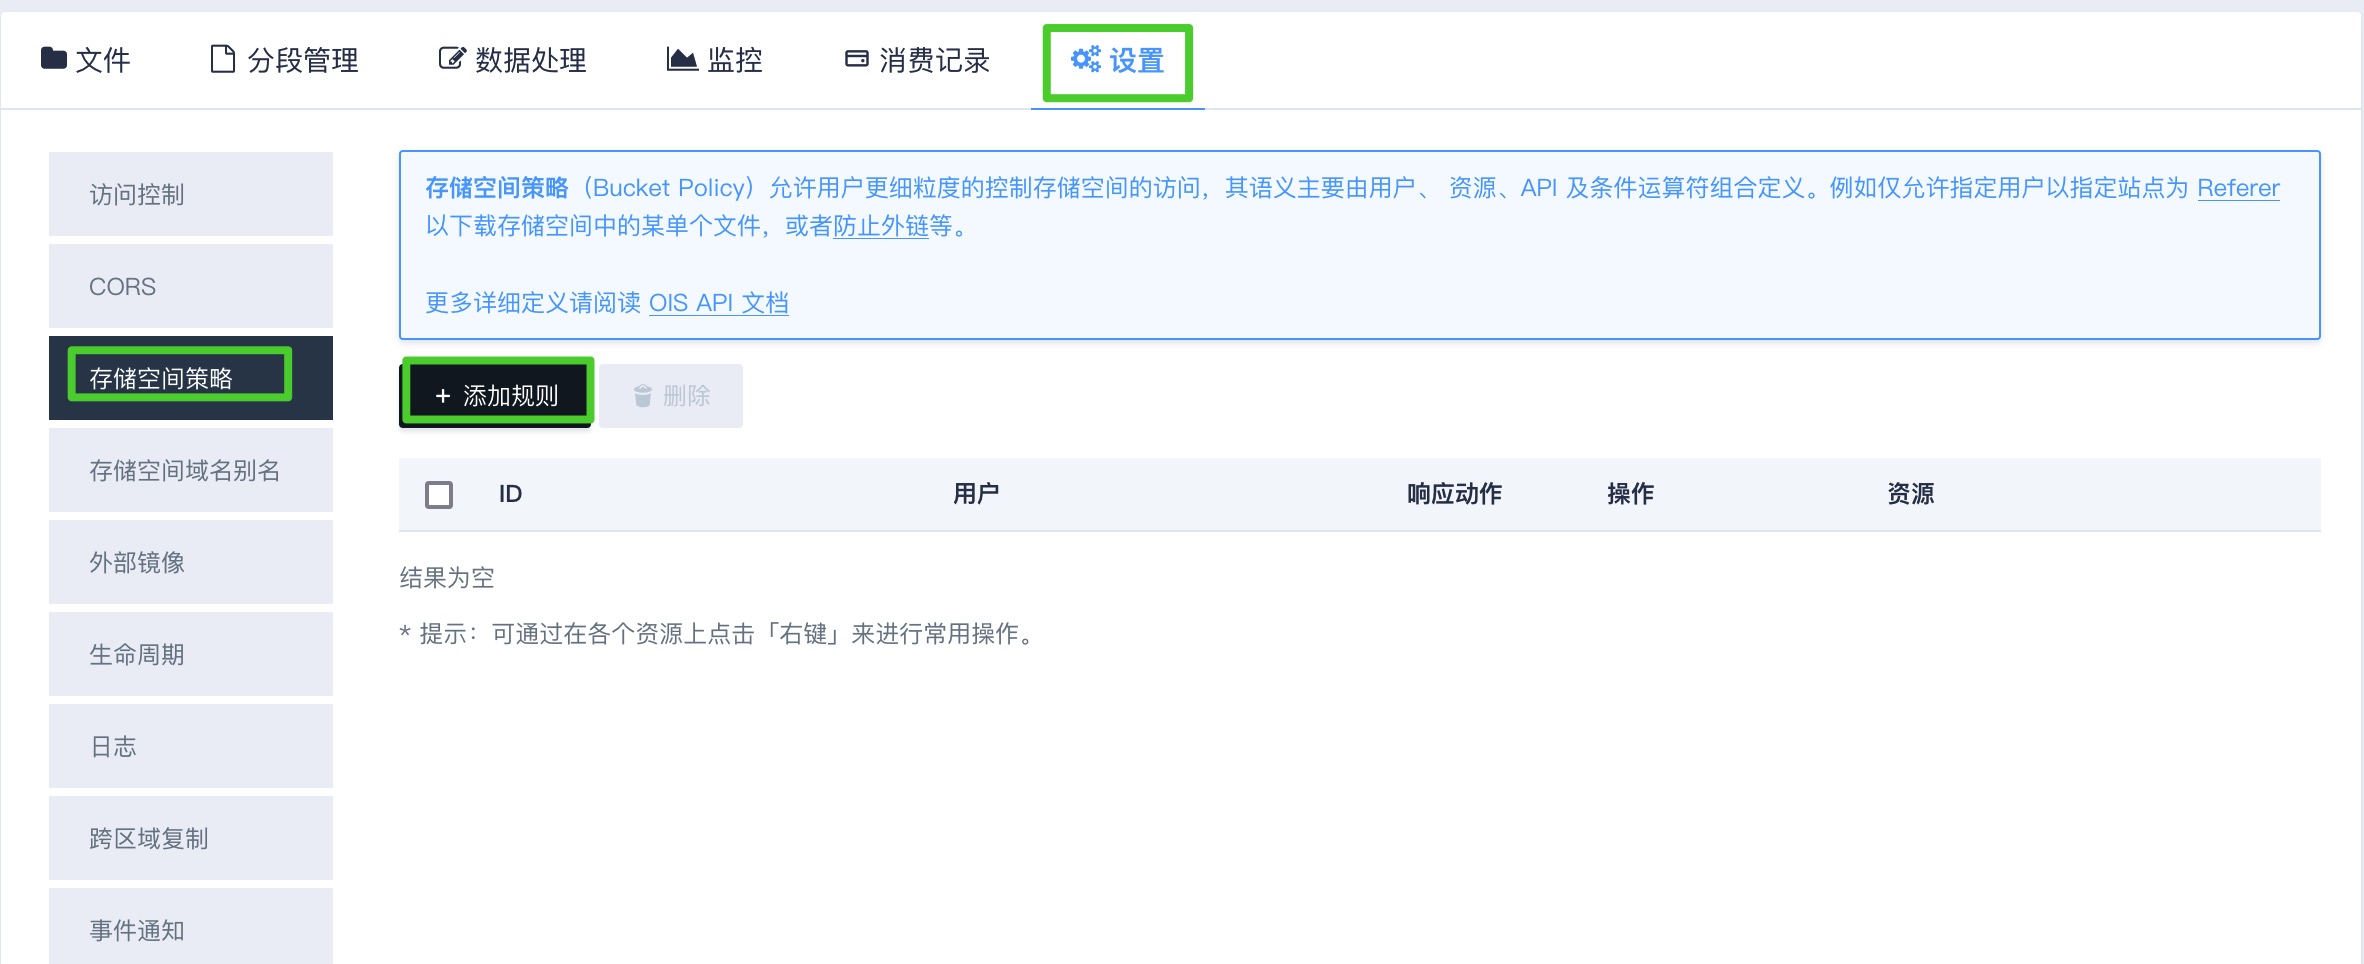 文件 分段管理 数据处理 监控 消费记录 设置
访问控制
CORS
存储空间策略
存储空间域名别名
外部镜像
生命周期
日志
跨区域复制
事件通知
存储空间策略（Bucket Policy）允许用户更细粒度的控制存储空间的访问，其语义主要由用户、 资源、API 及条件运算符组合定义。例如仅允许指定用户以指定站点为 Referer
以下载存储空间中的某单个文件，或者防止外链等。
更多详细定义请阅读 OIS API 文档
+ 添加规则 删除
ID 用户 响应动作 操作 资源
结果为空
* 提示：可通过在各个资源上点击「右键」来进行常用操作。